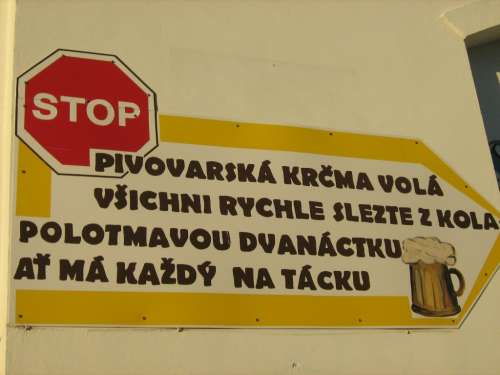 STOP
PIVOVARSKÁ KRČMA VOLÁ
VŠICHNI RYCHLE SLEZTE Z KOLA
POLOTMAVOU DVANÁCTKU
AŤ MÁ KAŽDÝ NA TÁCKU